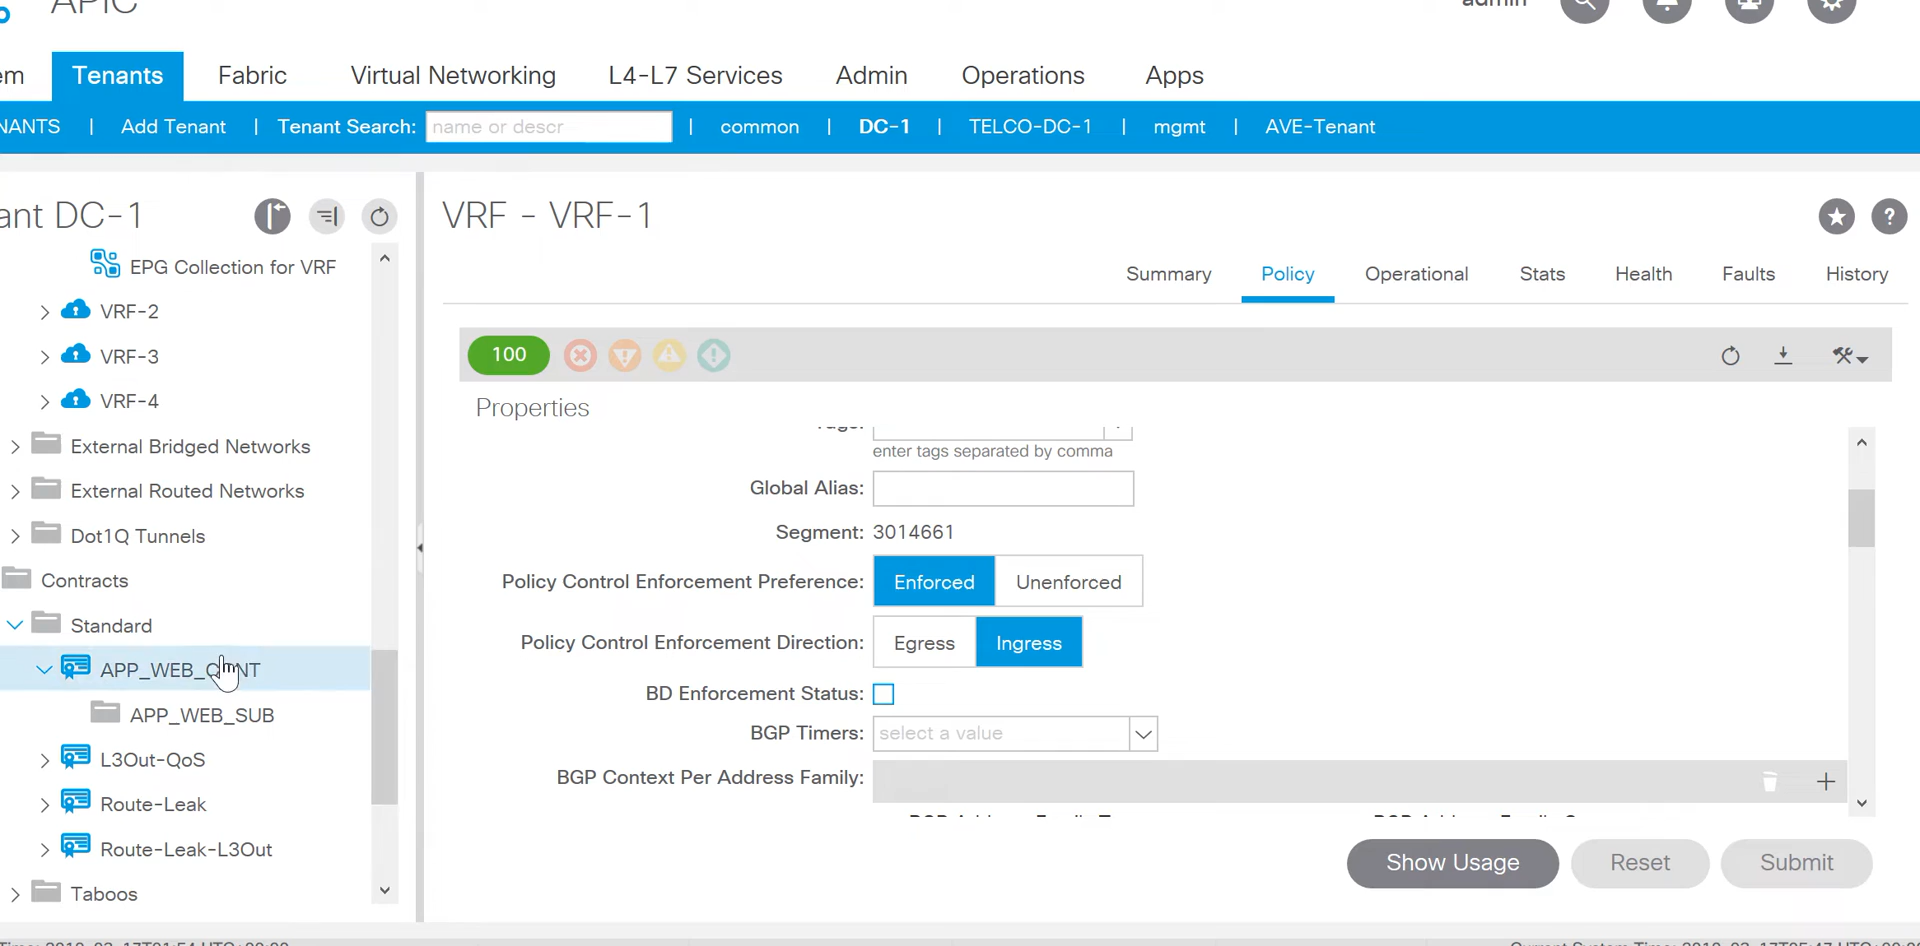 APIC
admin
em Tenants Fabric Virtual Networking L4-L7 Services Admin Operations Apps
NANTS | Add Tenant | Tenant Search: name or descr | common | DC-1 | TELCO-DC-1 | mgmt | AVE-Tenant
ant DC-1
EPG Collection for VRF
VRF-2
VRF-3
VRF-4
External Bridged Networks
External Routed Networks
Dot1Q Tunnels
Contracts
Standard
APP_WEB_CONT
APP_WEB_SUB
L3Out-QoS
Route-Leak
Route-Leak-L3Out
Taboos
VRF - VRF-1
Summary Policy Operational Stats Health Faults History
100
Properties
Tags:
enter tags separated by comma
Global Alias:
Segment: 3014661
Policy Control Enforcement Preference: Enforced Unenforced
Policy Control Enforcement Direction: Egress Ingress
BD Enforcement Status:
BGP Timers: select a value
BGP Context Per Address Family:
Show Usage Reset Submit